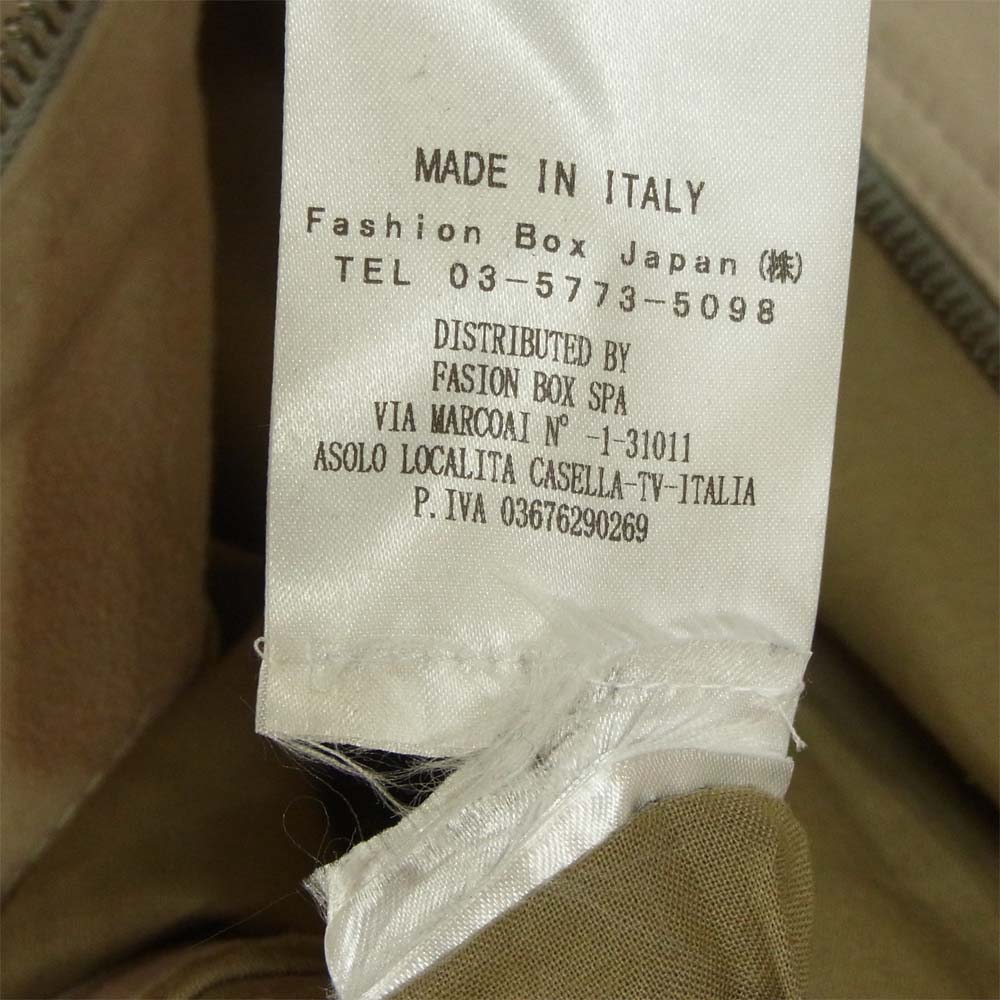 MADE IN ITALY
Fashion Box Japan (株)
TEL 03-5773-5098
DISTRIBUTED BY
FASION BOX SPA
VIA MARCOAI N° -1-31011
ASOLO LOCALITA CASELLA-TV-ITALIA
P.IVA 03676290269